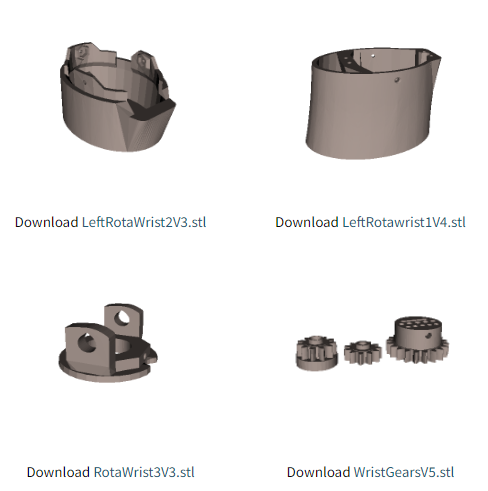 Download LeftRotaWrist2V3.stl
Download LeftRotawrist1V4.stl
Download RotaWrist3V3.stl
Download WristGearsV5.stl